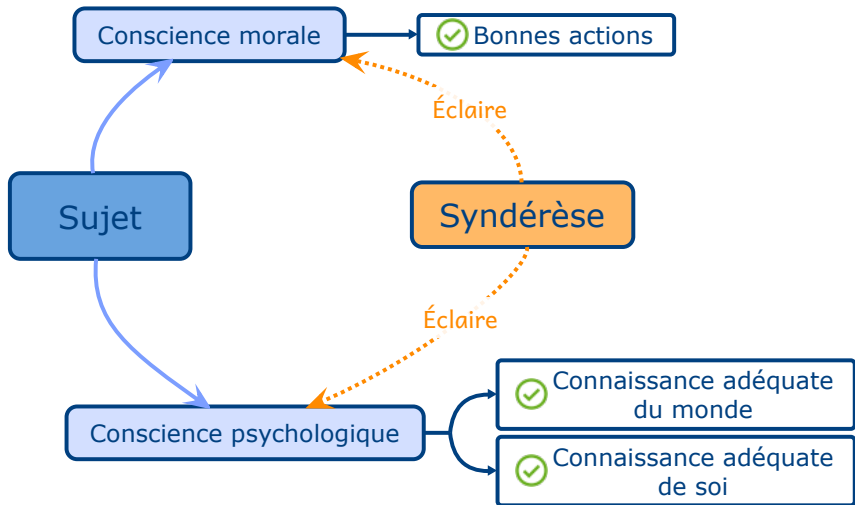 Conscience morale
Bonnes actions
Éclaire
Sujet
Syndérèse
Éclaire
Connaissance adéquate
du monde
Conscience psychologique
Connaissance adéquate
de soi